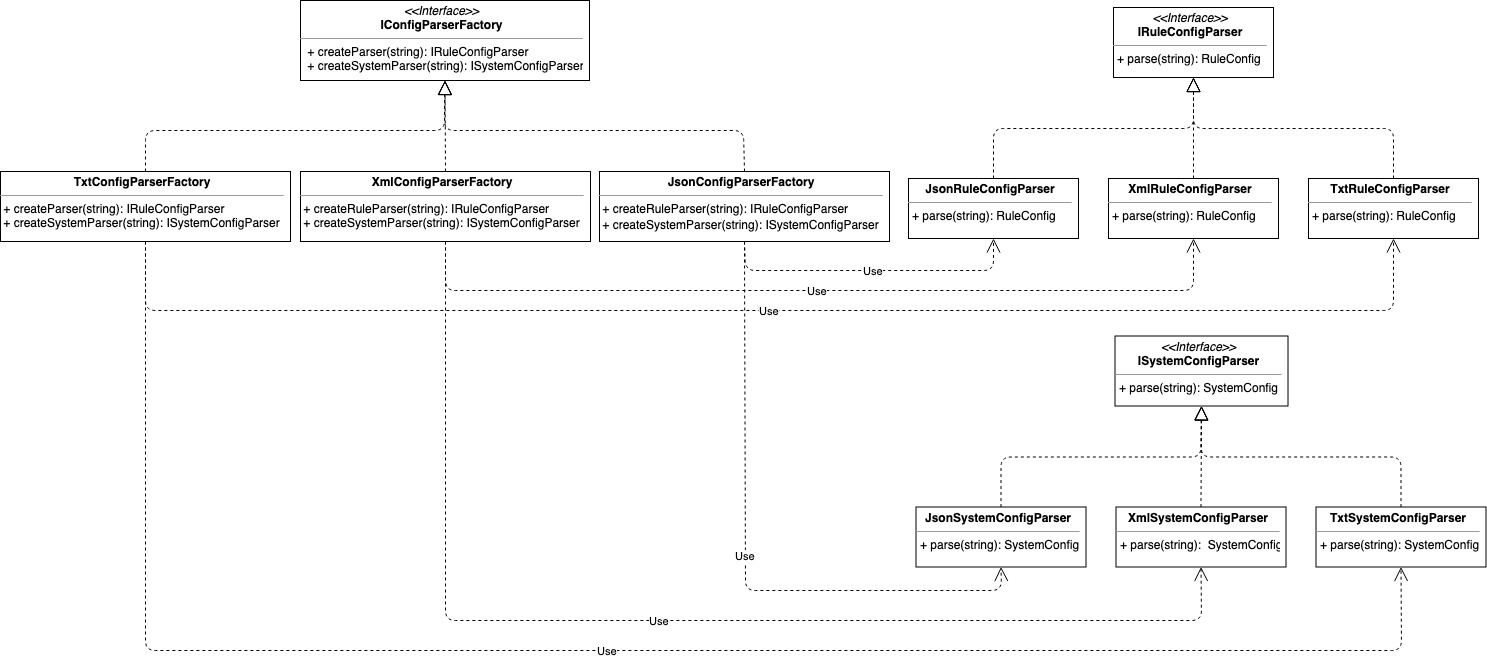 <<Interface>>
IConfigParserFactory
+ createParser(string): IRuleConfigParser
+ createSystemParser(string): ISystemConfigParser
<<Interface>>
IRuleConfigParser
+ parse(string): RuleConfig
TxtConfigParserFactory
+ createParser(string): IRuleConfigParser
+ createSystemParser(string): ISystemConfigParser
XmlConfigParserFactory
+ createRuleParser(string): IRuleConfigParser
+ createSystemParser(string): ISystemConfigParser
JsonConfigParserFactory
+ createRuleParser(string): IRuleConfigParser
+ createSystemParser(string): ISystemConfigParser
JsonRuleConfigParser
+ parse(string): RuleConfig
XmlRuleConfigParser
+ parse(string): RuleConfig
TxtRuleConfigParser
+ parse(string): RuleConfig
Use
Use
Use
<<Interface>>
ISystemConfigParser
+ parse(string): SystemConfig
JsonSystemConfigParser
+ parse(string): SystemConfig
XmlSystemConfigParser
+ parse(string): SystemConfig
TxtSystemConfigParser
+ parse(string): SystemConfig
Use
Use
Use